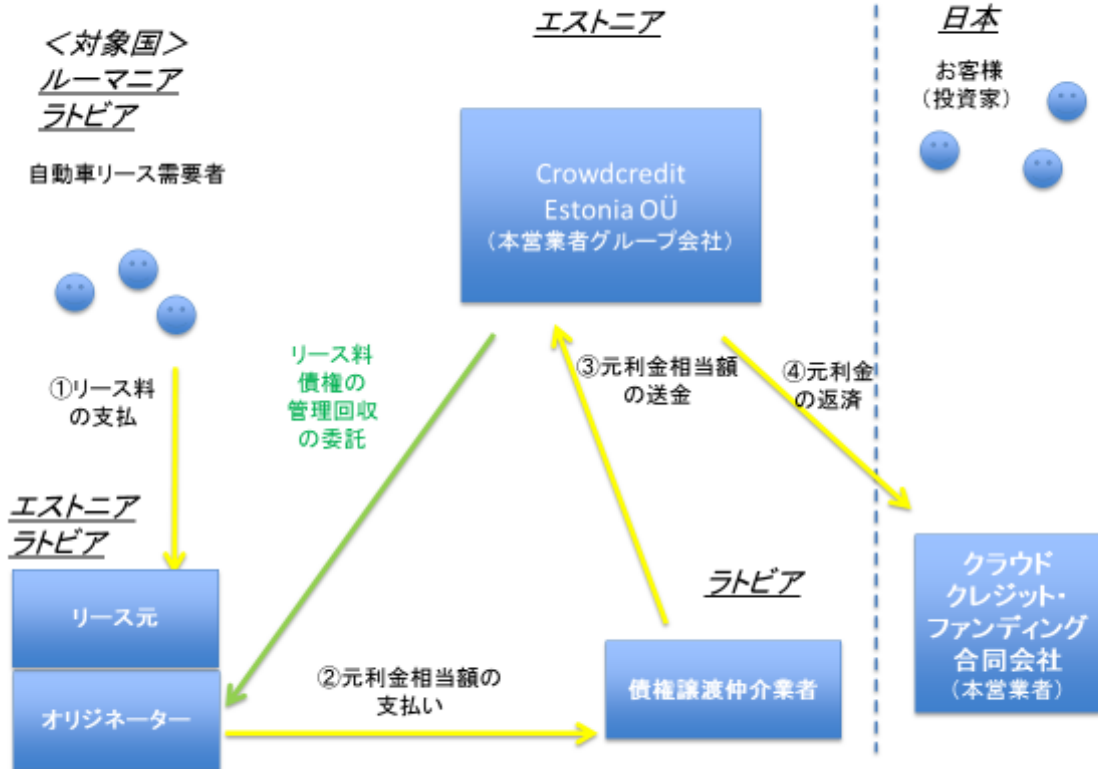 <対象国>
ルーマニア
ラトビア
自動車リース需要者
エストニア
日本
お客様
(投資家)
Crowdcredit
Estonia OÜ
(本営業者グループ会社)
①リース料
の支払
リース料
債権の
管理回収
の委託
③元利金相当額
の送金
④元利金
の返済
エストニア
ラトビア
リース元
オリジネーター
②元利金相当額の
支払い
ラトビア
債権譲渡仲介業者
クラウド
クレジット・
ファンディング
合同会社
(本営業者)